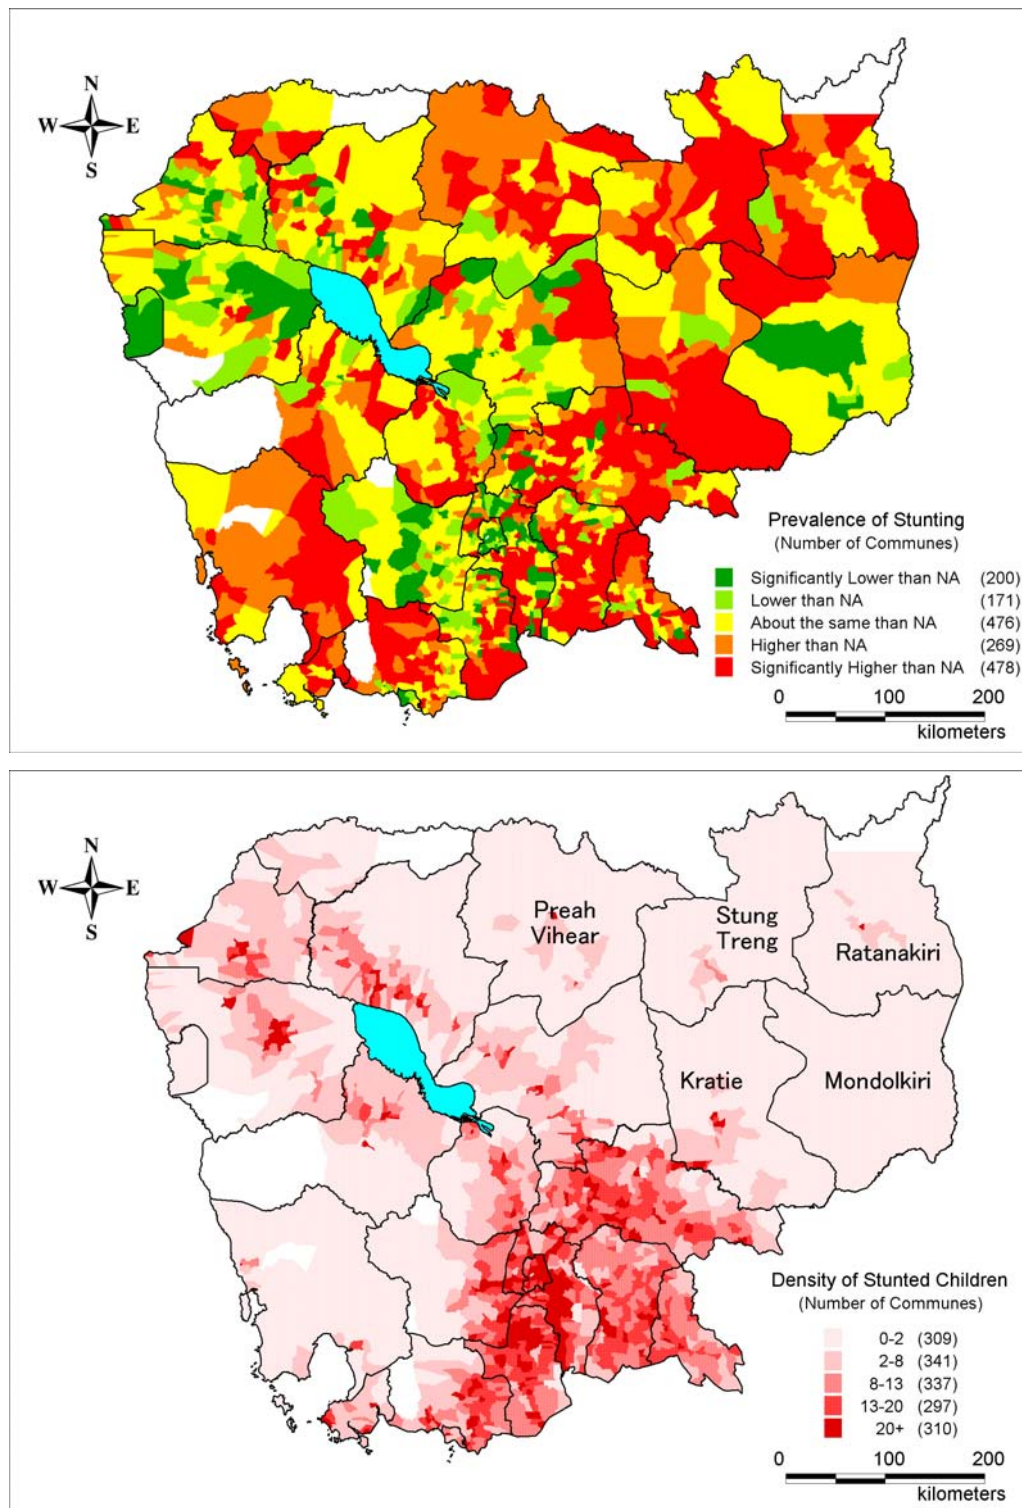 N
W E
S
Prevalence of Stunting
(Number of Communes)
Significantly Lower than NA (200)
Lower than NA (171)
About the same than NA (476)
Higher than NA (269)
Significantly Higher than NA (478)
0 100 200
kilometers
N
W E
S
Preah
Vihear
Stung
Treng
Ratanakiri
Kratie
Mondolkiri
Density of Stunted Children
(Number of Communes)
0-2 (309)
2-8 (341)
8-13 (337)
13-20 (297)
20+ (310)
0 100 200
kilometers